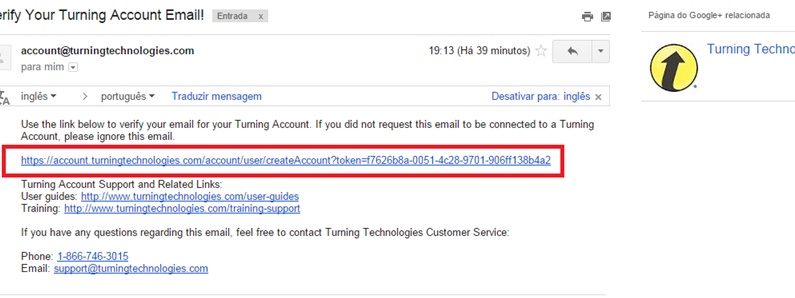 erify Your Turning Account Email!
Entrada x
Página do Google+ relacionada
account@turningtechnologies.com
19:13 (Há 39 minutos)
para mim
Turning Techno
inglês > português
Traduzir mensagem
Desativar para: inglês x
Use the link below to verify your email for your Turning Account. If you did not request this email to be connected to a Turning
Account, please ignore this email.
https://account.turningtechnologies.com/account/user/createAccount?token=f7626b8a-0051-4c28-9701-906ff138b4a2
Turning Account Support and Related Links:
User guides: http://www.turningtechnologies.com/user-guides
Training: http://www.turningtechnologies.com/training-support
If you have any questions regarding this email, feel free to contact Turning Technologies Customer Service:
Phone: 1-866-746-3015
Email: support@turningtechnologies.com